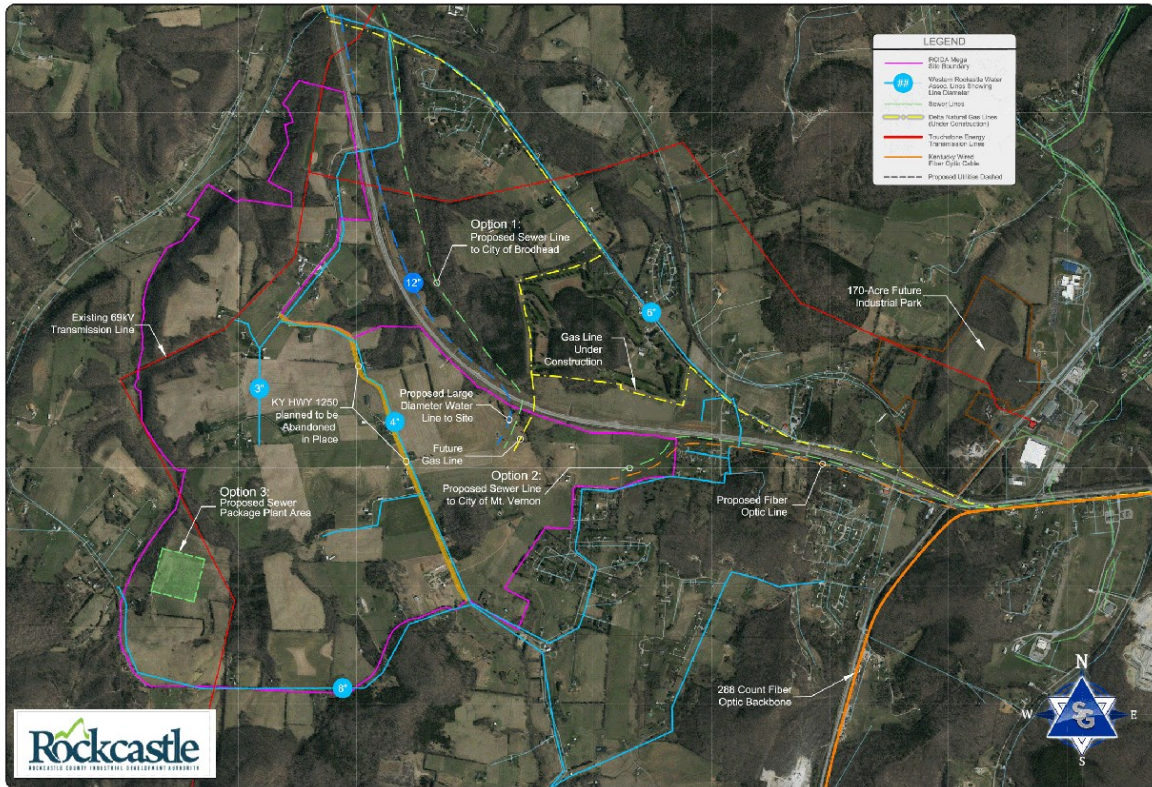 LEGEND
RCIDA Mega
Site Boundary
##
Western Rockcastle Water
Assoc. Lines Showing
Line Diameter
Sewer Lines
Delta Natural Gas Lines
(Under Construction)
Touchstone Energy
Transmission Lines
Kentucky Wired
Fiber Optic Cable
Proposed Utilities Dashed
Option 1:
Proposed Sewer Line
to City of Brodhead
12"
6"
170-Acre Future
Industrial Park
Existing 69kV
Transmission Line
Gas Line
Under
Construction
3"
KY HWY 1250
planned to be
Abandoned
in Place
4"
Proposed Large
Diameter Water
Line to Site
Future
Gas Line
Option 2:
Proposed Sewer Line
to City of Mt. Vernon
Proposed Fiber
Optic Line
Option 3:
Proposed Sewer
Package Plant Area
288 Count Fiber
Optic Backbone
N
W
E
S
SG
Rockcastle
ROCKCASTLE COUNTY INDUSTRIAL DEVELOPMENT AUTHORITY